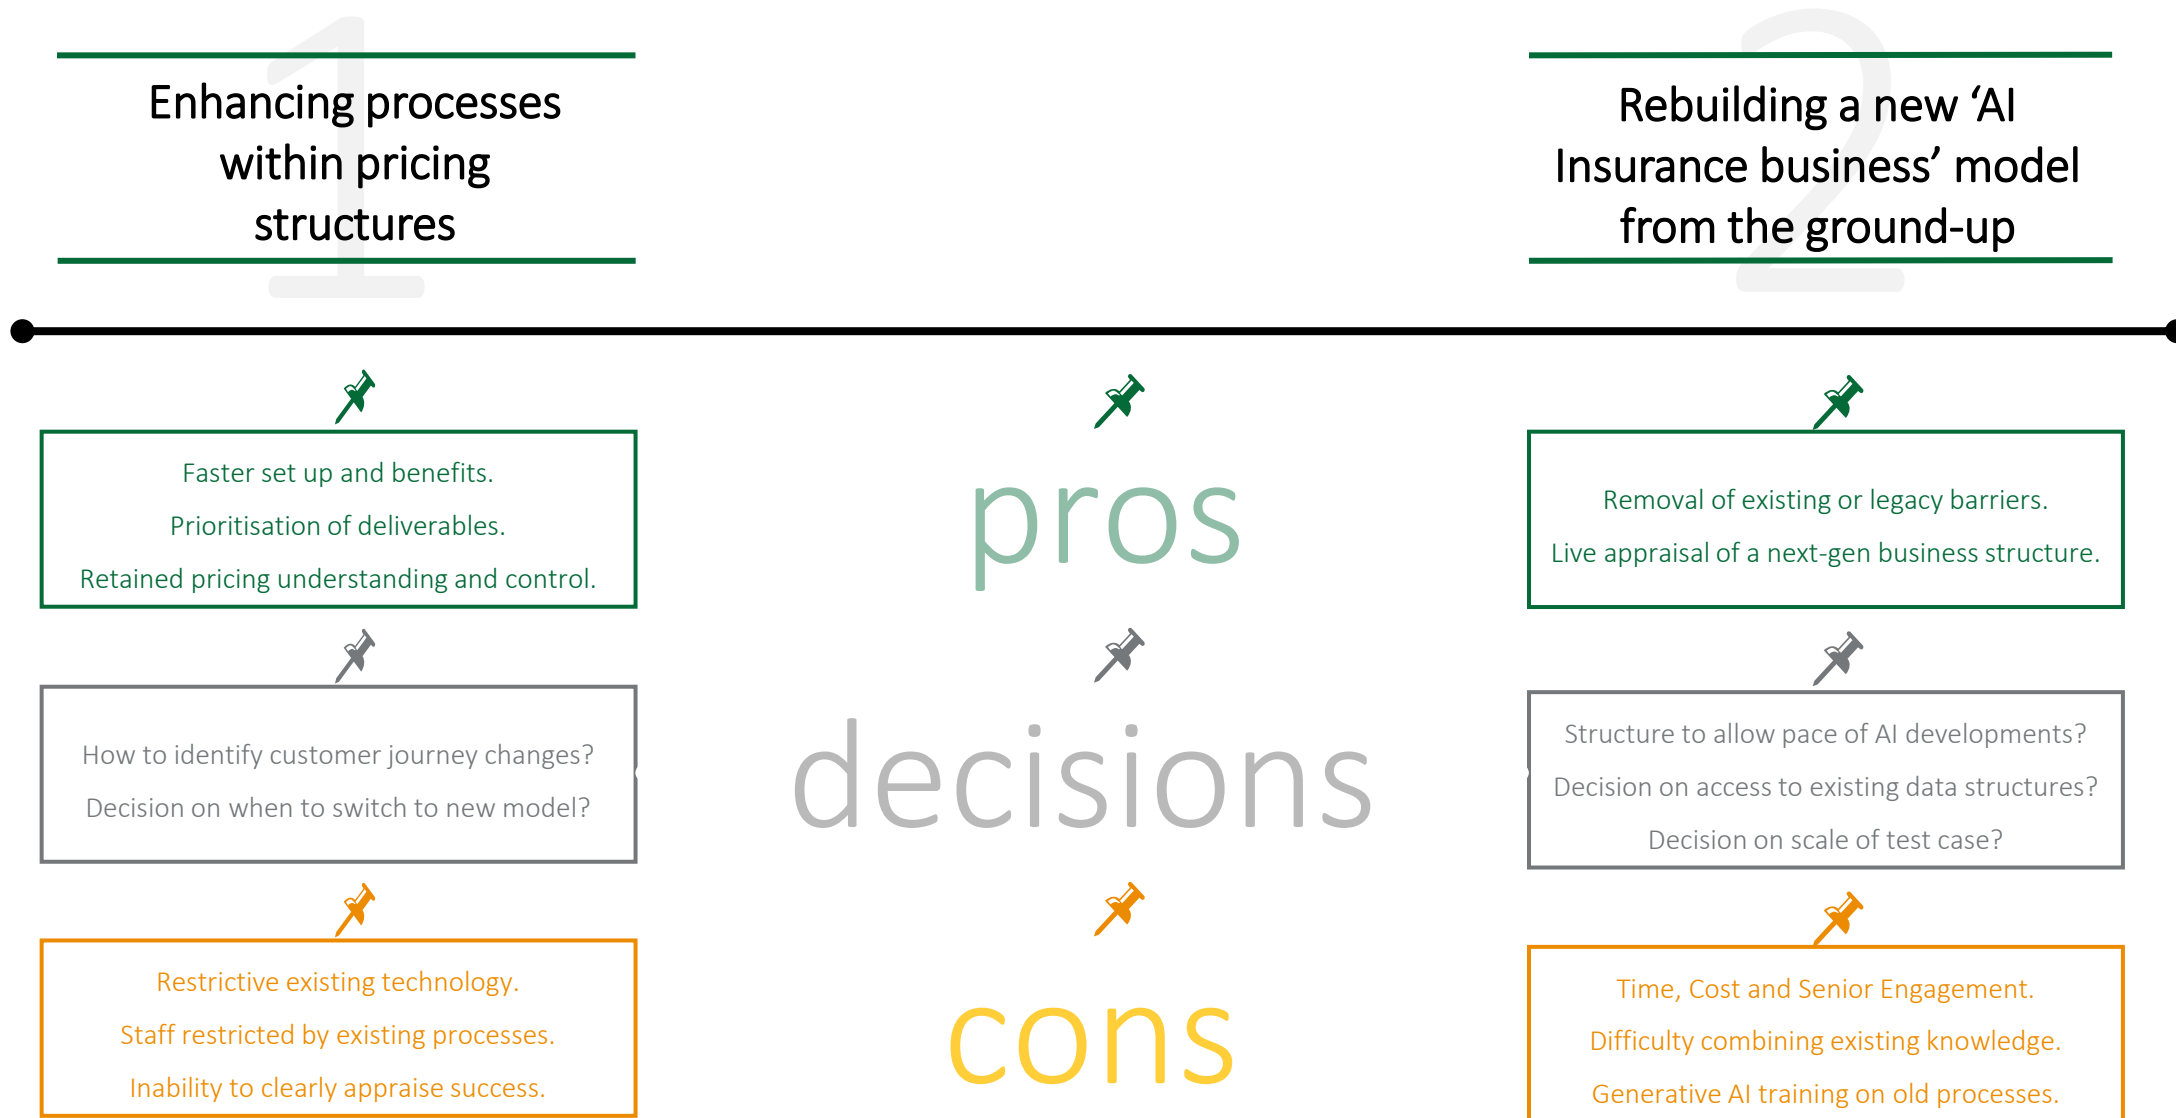 1
Enhancing processes
within pricing
structures
2
Rebuilding a new ‘AI
Insurance business’ model
from the ground-up
Faster set up and benefits.
Prioritisation of deliverables.
Retained pricing understanding and control.
pros
Removal of existing or legacy barriers.
Live appraisal of a next-gen business structure.
How to identify customer journey changes?
Decision on when to switch to new model?
decisions
Structure to allow pace of AI developments?
Decision on access to existing data structures?
Decision on scale of test case?
Restrictive existing technology.
Staff restricted by existing processes.
Inability to clearly appraise success.
cons
Time, Cost and Senior Engagement.
Difficulty combining existing knowledge.
Generative AI training on old processes.